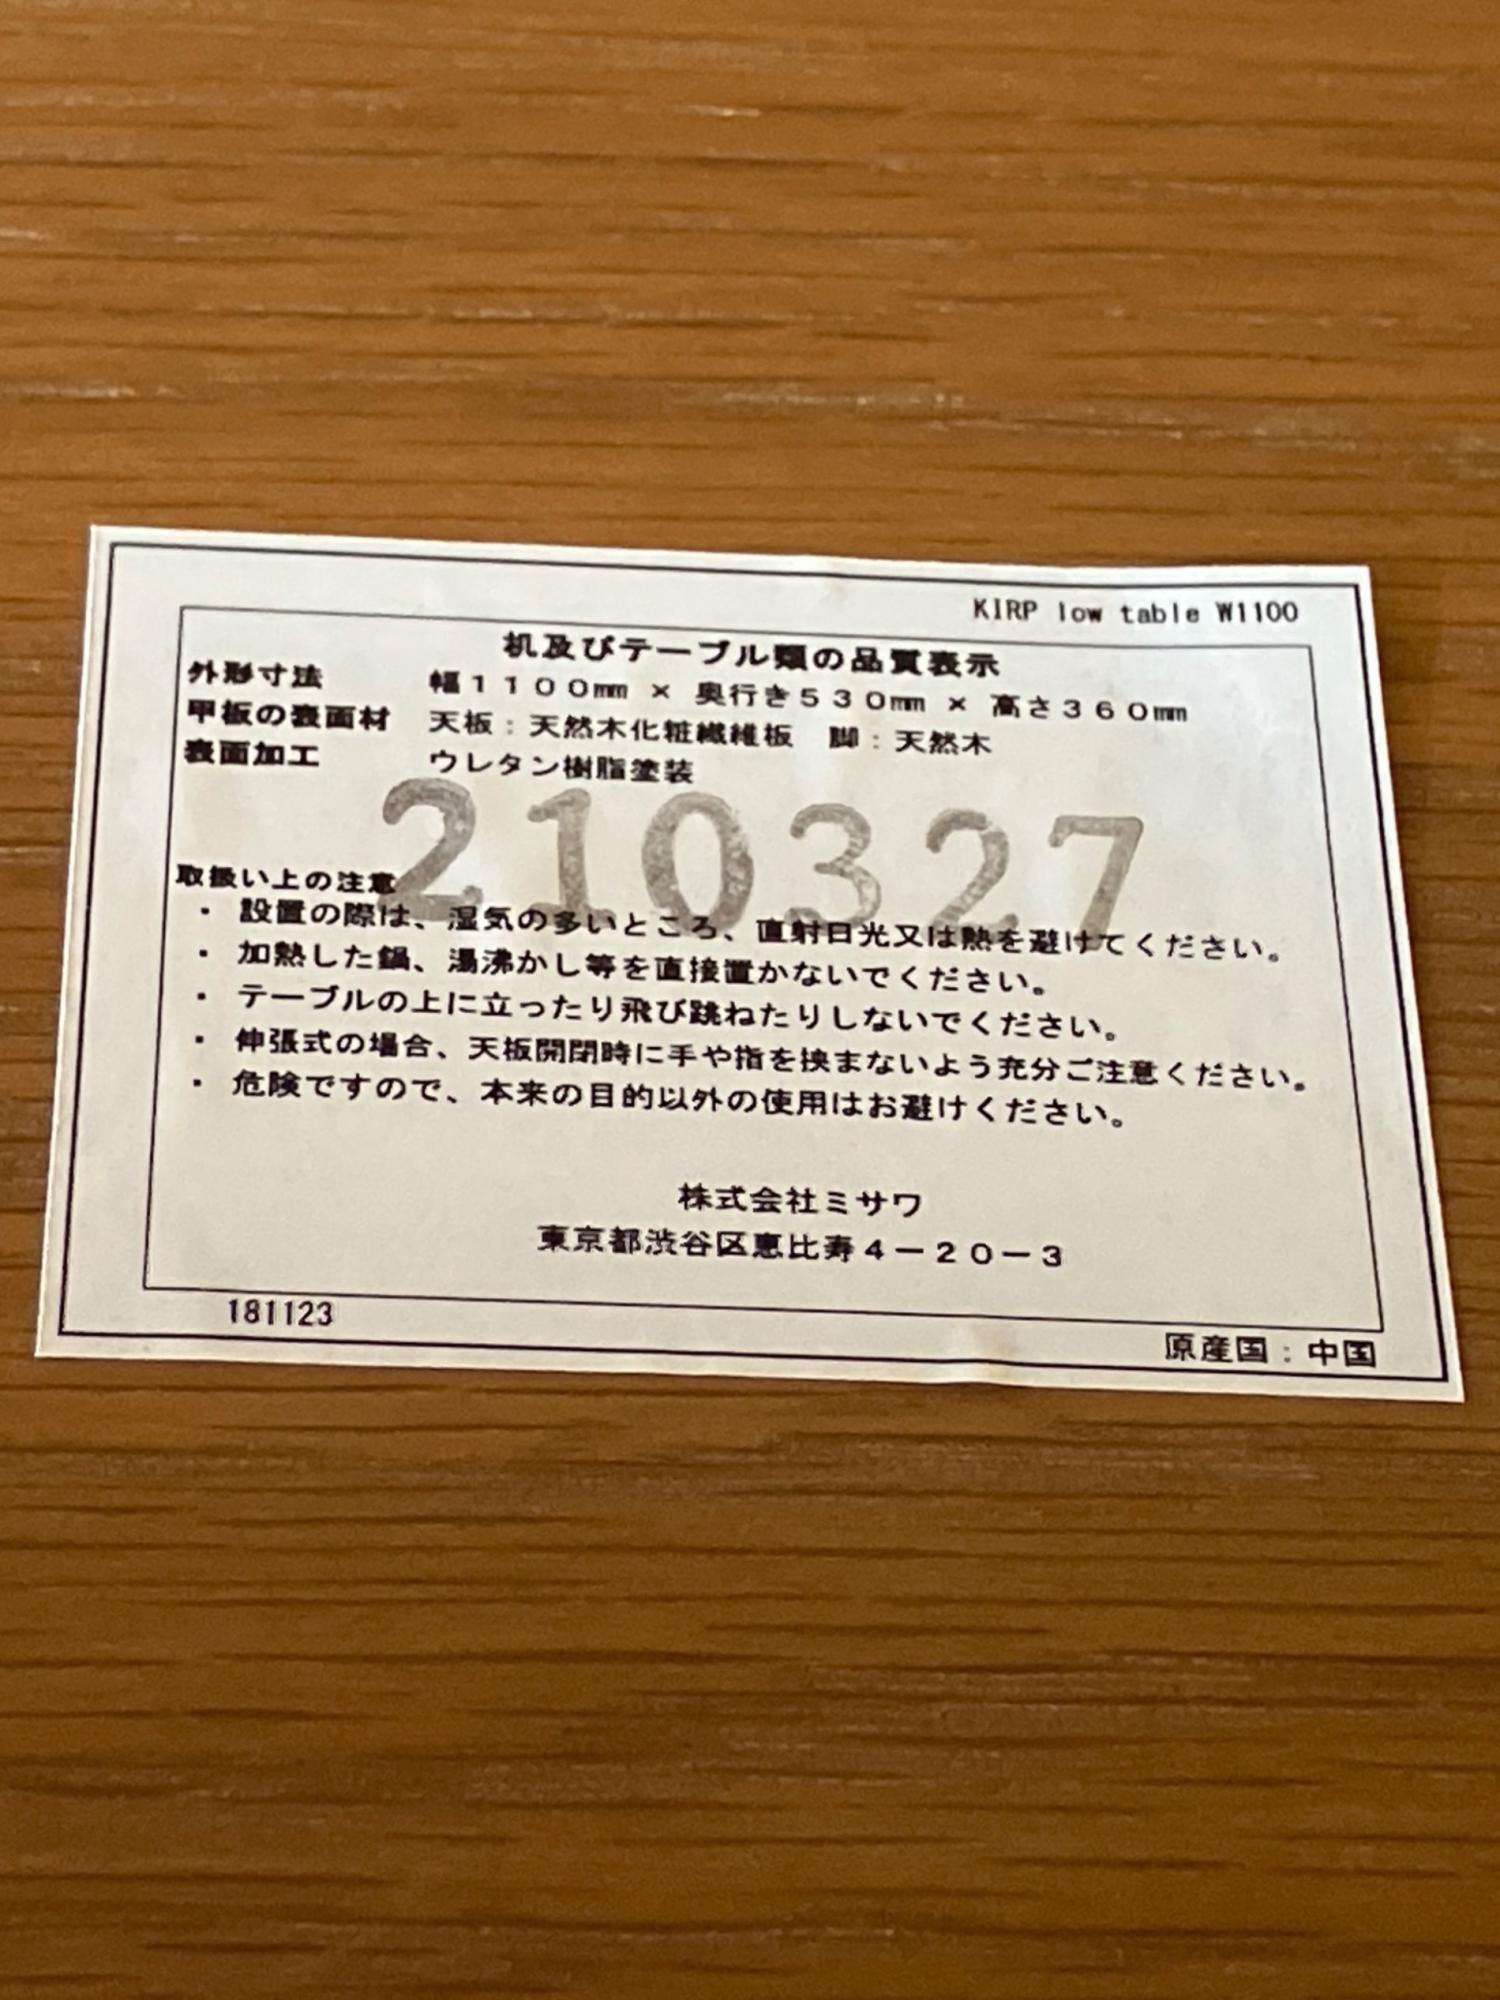 KIRP low table W1100
机及びテーブル類の品質表示
外形寸法 幅1100㎜ × 奥行き530㎜ × 高さ360㎜
甲板の表面材 天板：天然木化粧繊維板 脚：天然木
表面加工 ウレタン樹脂塗装
210327
取扱い上の注意
・ 設置の際は、湿気の多いところ、直射日光又は熱を避けてください。
・ 加熱した鍋、湯沸かし等を直接置かないでください。
・ テーブルの上に立ったり飛び跳ねたりしないでください。
・ 伸張式の場合、天板開閉時に手や指を挟まないよう充分ご注意ください。
・ 危険ですので、本来の目的以外の使用はお避けください。
株式会社ミサワ
東京都渋谷区恵比寿4－20－3
181123
原産国：中国